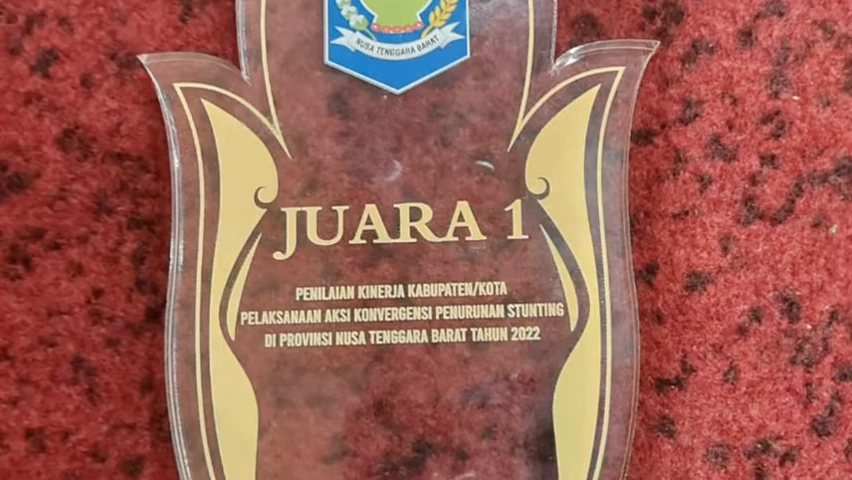 NUSA TENGGARA BARAT
JUARA 1
PENILAIAN KINERJA KABUPATEN/KOTA
PELAKSANAAN AKSI KONVERGENSI PENURUNAN STUNTING
DI PROVINSI NUSA TENGGARA BARAT TAHUN 2022